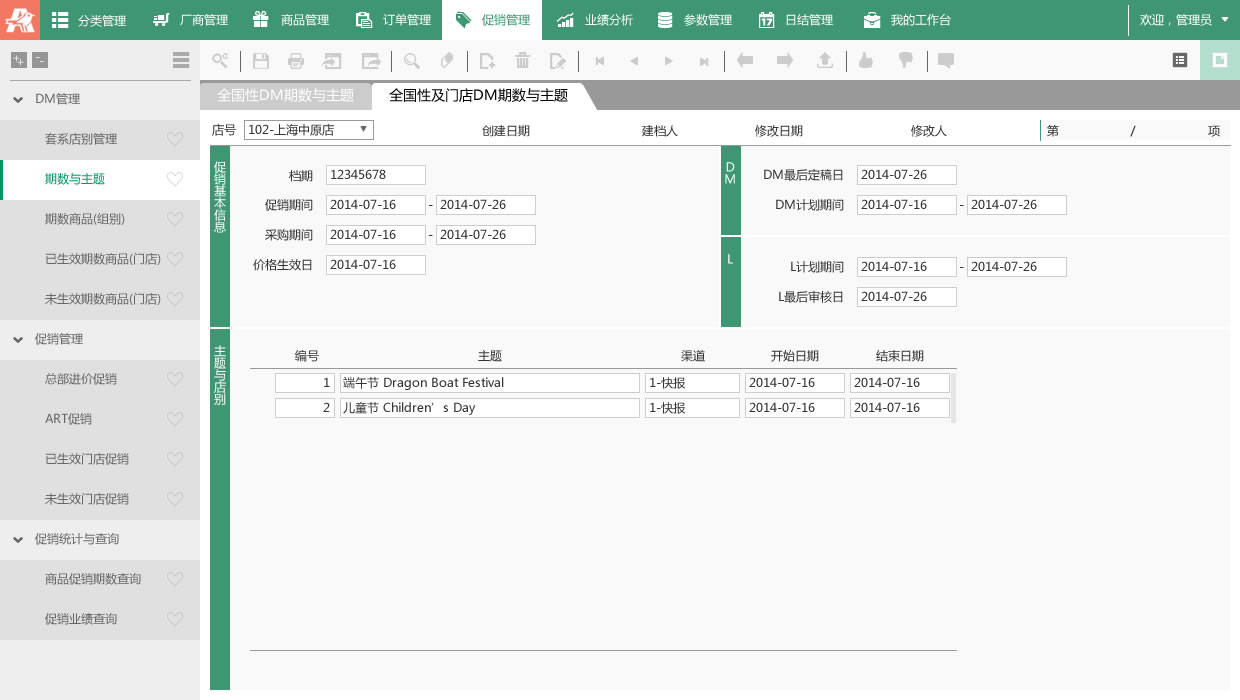 分类管理 厂商管理 商品管理 订单管理 促销管理 业绩分析 参数管理 日结管理 我的工作台 欢迎，管理员
全国性DM期数与主题 全国性及门店DM期数与主题
DM管理
套系店别管理
期数与主题
期数商品(组别)
已生效期数商品(门店)
未生效期数商品(门店)
促销管理
总部进价促销
ART促销
已生效门店促销
未生效门店促销
促销统计与查询
商品促销期数查询
促销业绩查询
店号 102-上海中原店 创建日期 建档人 修改日期 修改人 第 / 项
促销基本信息
档期 12345678
促销期间 2014-07-16 - 2014-07-26
采购期间 2014-07-16 - 2014-07-26
价格生效日 2014-07-16
DM
DM最后定稿日 2014-07-26
DM计划期间 2014-07-16 - 2014-07-26
L
L计划期间 2014-07-16 - 2014-07-26
L最后审核日 2014-07-26
主题与店别
编号 主题 渠道 开始日期 结束日期
1 端午节 Dragon Boat Festival 1-快报 2014-07-16 2014-07-16
2 儿童节 Children’s Day 1-快报 2014-07-16 2014-07-16